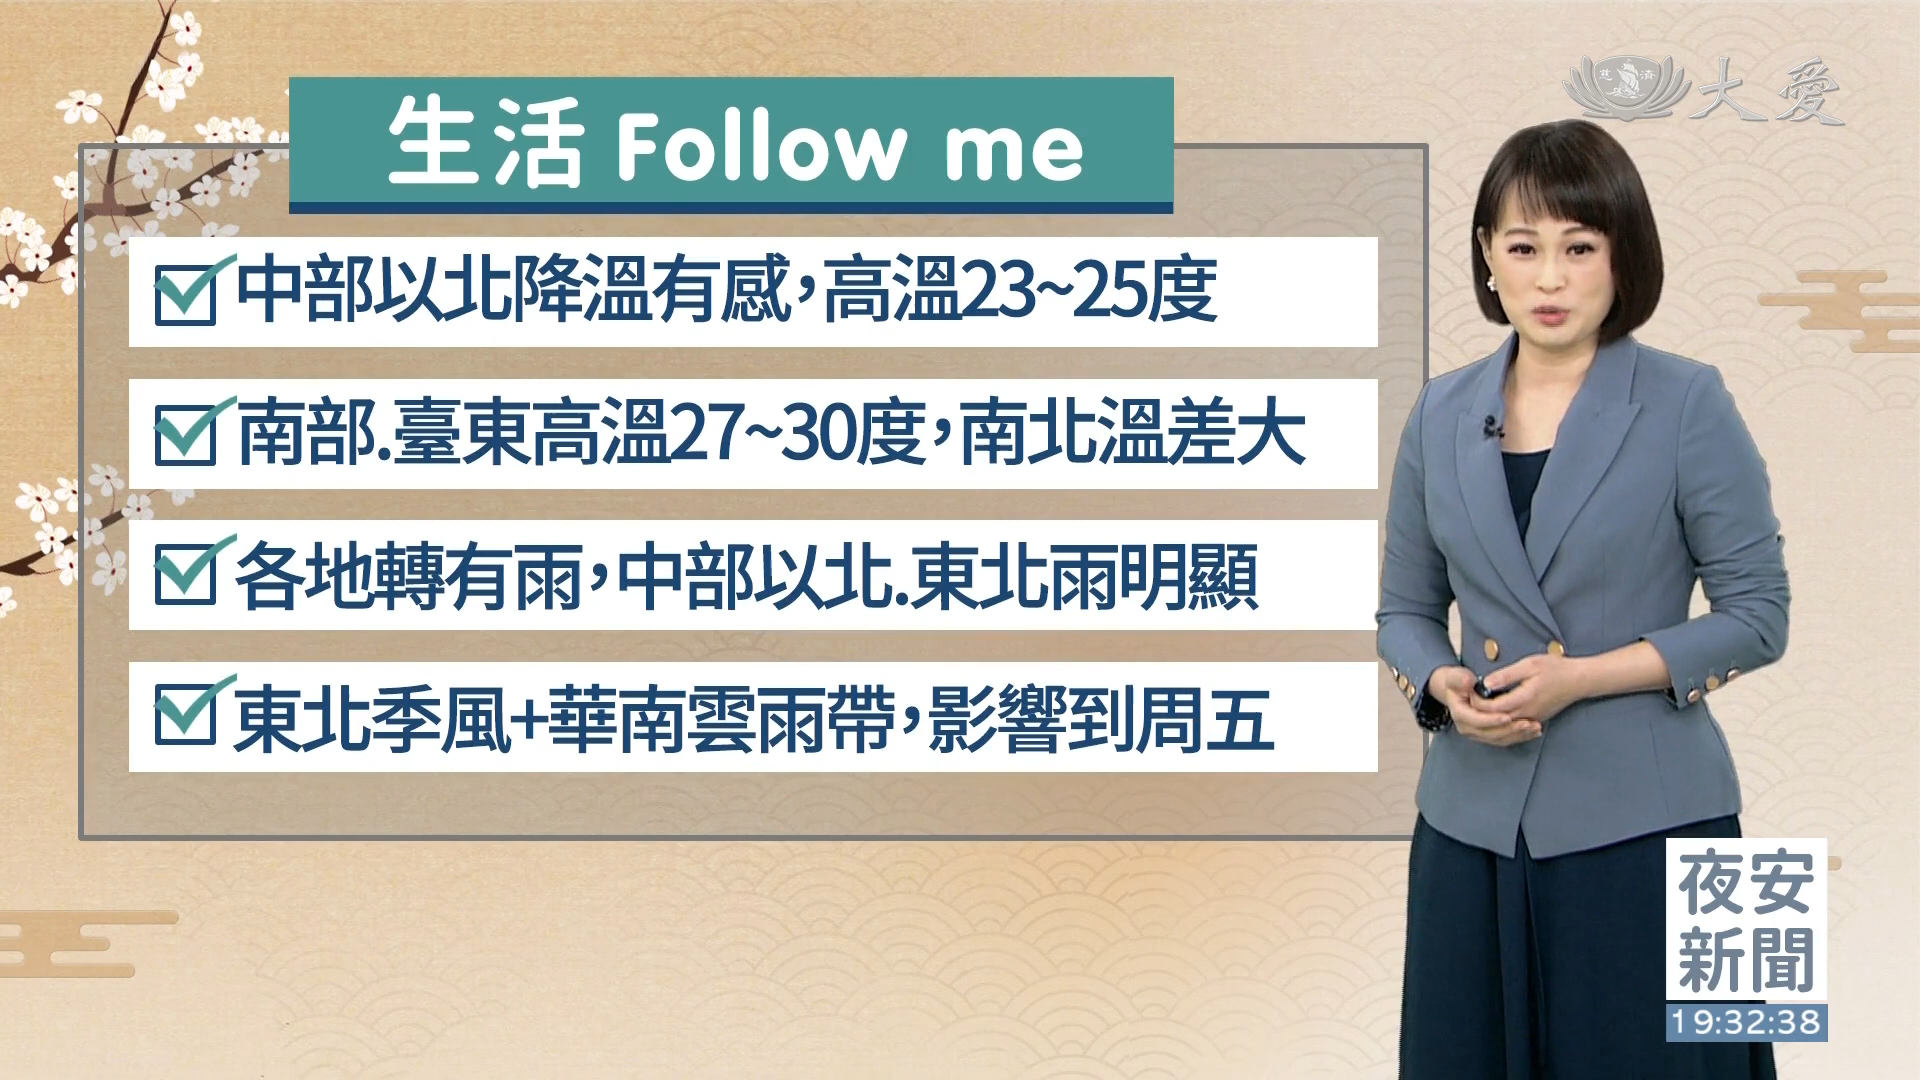 慈濟
大愛
生活 Follow me
中部以北降溫有感,高溫23~25度
南部.臺東高溫27~30度,南北溫差大
各地轉有雨,中部以北.東北雨明顯
東北季風+華南雲雨帶,影響到周五
夜安
新聞
19:32:38